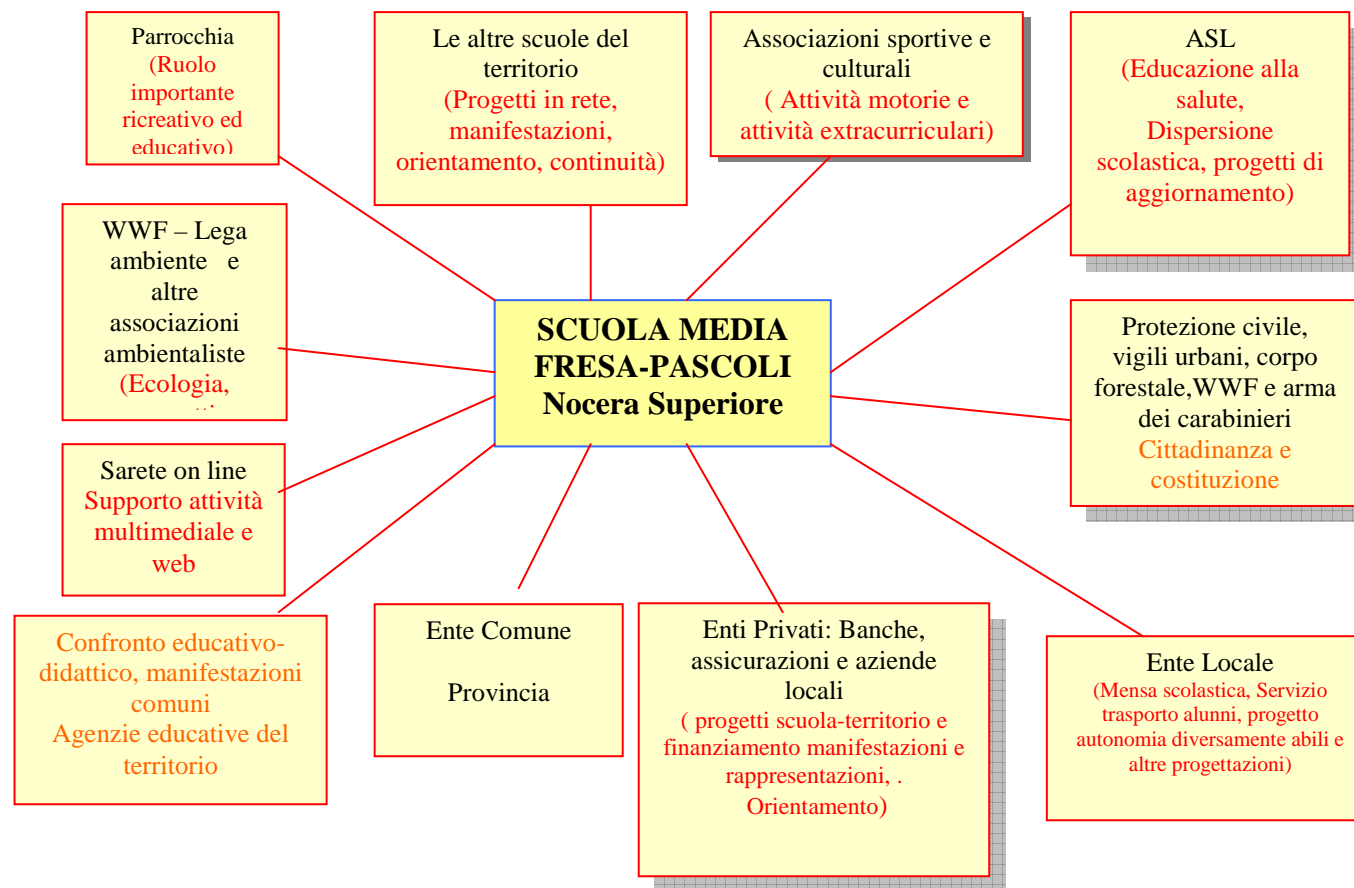 Parrocchia
(Ruolo
importante
ricreativo ed
educativo)
Le altre scuole del
territorio
(Progetti in rete,
manifestazioni,
orientamento, continuità)
Associazioni sportive e
culturali
( Attività motorie e
attività extracurriculari)
ASL
(Educazione alla
salute,
Dispersione
scolastica, progetti di
aggiornamento)
WWF – Lega
ambiente e
altre
associazioni
ambientaliste
(Ecologia,
SCUOLA MEDIA
FRESA-PASCOLI
Nocera Superiore
Protezione civile,
vigili urbani, corpo
forestale,WWF e arma
dei carabinieri
Cittadinanza e
costituzione
Sarete on line
Supporto attività
multimediale e
web
Confronto educativo-
didattico, manifestazioni
comuni
Agenzie educative del
territorio
Ente Comune
Provincia
Enti Privati: Banche,
assicurazioni e aziende
locali
( progetti scuola-territorio e
finanziamento manifestazioni e
rappresentazioni, .
Orientamento)
Ente Locale
(Mensa scolastica, Servizio
trasporto alunni, progetto
autonomia diversamente abili e
altre progettazioni)